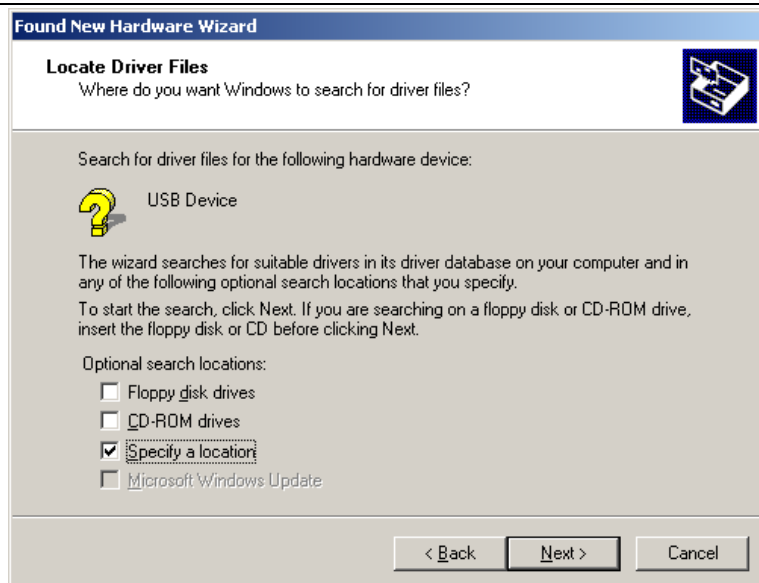 Found New Hardware Wizard
Locate Driver Files
Where do you want Windows to search for driver files?
Search for driver files for the following hardware device:
USB Device
The wizard searches for suitable drivers in its driver database on your computer and in
any of the following optional search locations that you specify.
To start the search, click Next. If you are searching on a floppy disk or CD-ROM drive,
insert the floppy disk or CD before clicking Next.
Optional search locations:
Floppy disk drives
CD-ROM drives
Specify a location
Microsoft Windows Update
< Back Next > Cancel